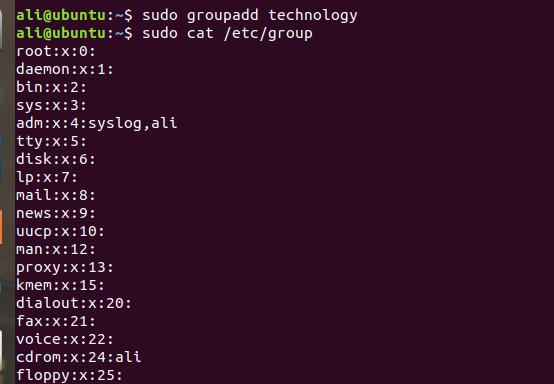 ali@ubuntu:~$ sudo groupadd technology
ali@ubuntu:~$ sudo cat /etc/group
root:x:0:
daemon:x:1:
bin:x:2:
sys:x:3:
adm:x:4:syslog,ali
tty:x:5:
disk:x:6:
lp:x:7:
mail:x:8:
news:x:9:
uucp:x:10:
man:x:12:
proxy:x:13:
kmem:x:15:
dialout:x:20:
fax:x:21:
voice:x:22:
cdrom:x:24:ali
floppy:x:25: